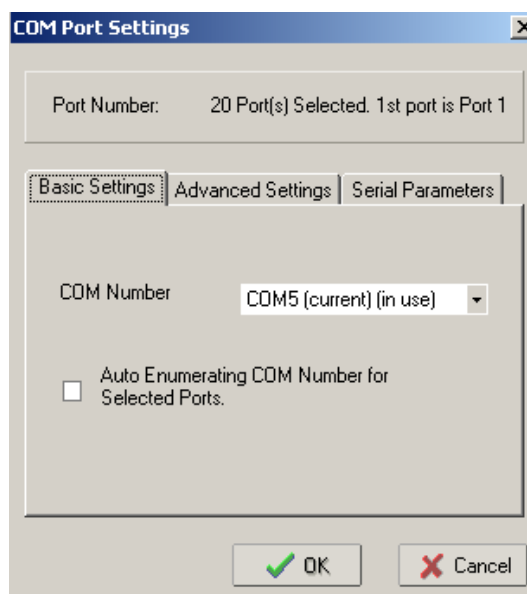 COM Port Settings
Port Number: 20 Port(s) Selected. 1st port is Port 1
Basic Settings Advanced Settings Serial Parameters
COM Number COM5 (current) (in use)
Auto Enumerating COM Number for
Selected Ports.
OK Cancel